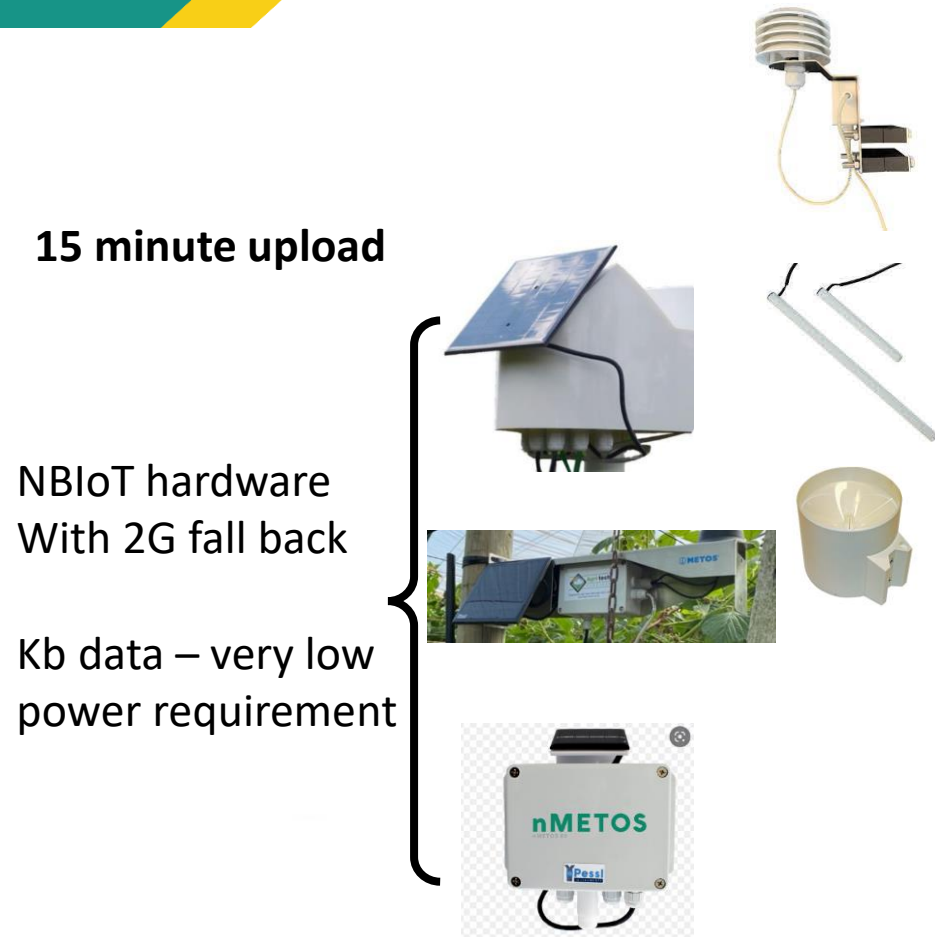 15 minute upload
NBIoT hardware
With 2G fall back
Kb data – very low
power requirement
METOS
nMETOS
Pessl